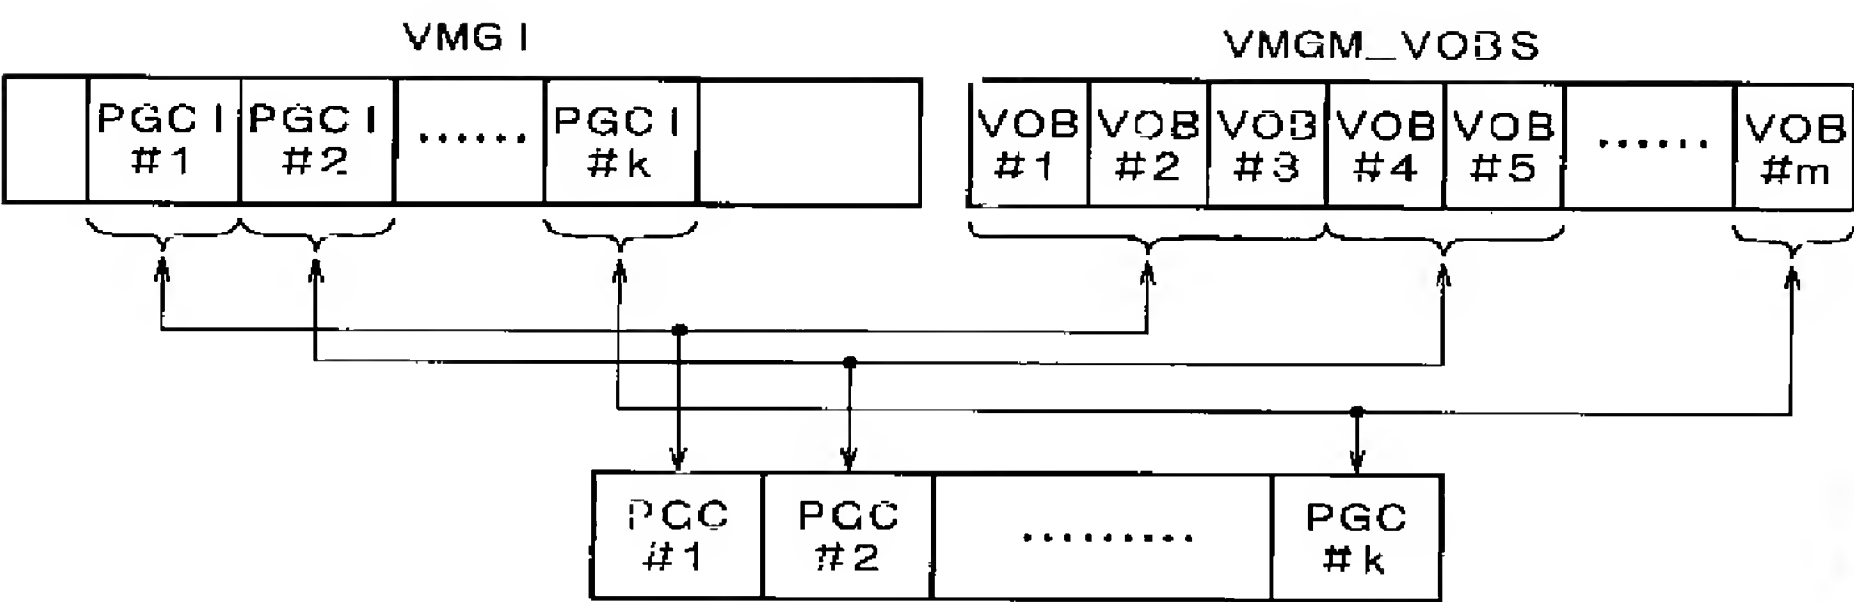 VMGI
VMGM_VOBS
PGCI PGCI ...... PGCI
#1 #2 #k
VOB VOB VOB VOB VOB ...... VOB
#1 #2 #3 #4 #5 #m
PGC PGC ......... PGC
#1 #2 #k